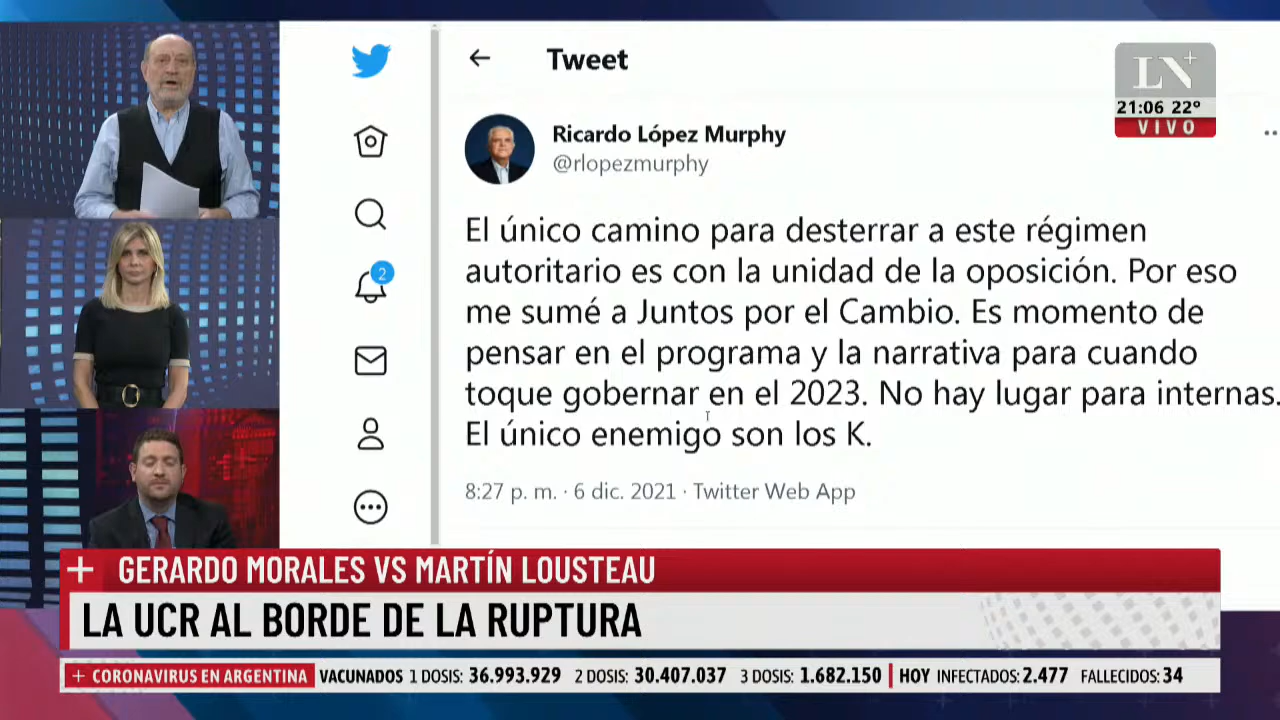 Tweet
LN+
21:06 22°
VIVO
Ricardo López Murphy
@rlopezmurphy
2
El único camino para desterrar a este régimen
autoritario es con la unidad de la oposición. Por eso
me sumé a Juntos por el Cambio. Es momento de
pensar en el programa y la narrativa para cuando
toque gobernar en el 2023. No hay lugar para internas.
El único enemigo son los K.
8:27 p. m. · 6 dic. 2021 · Twitter Web App
+ GERARDO MORALES VS MARTÍN LOUSTEAU
LA UCR AL BORDE DE LA RUPTURA
+ CORONAVIRUS EN ARGENTINA VACUNADOS 1 DOSIS: 36.993.929 2 DOSIS: 30.407.037 3 DOSIS: 1.682.150 HOY INFECTADOS: 2.477 FALLECIDOS: 34